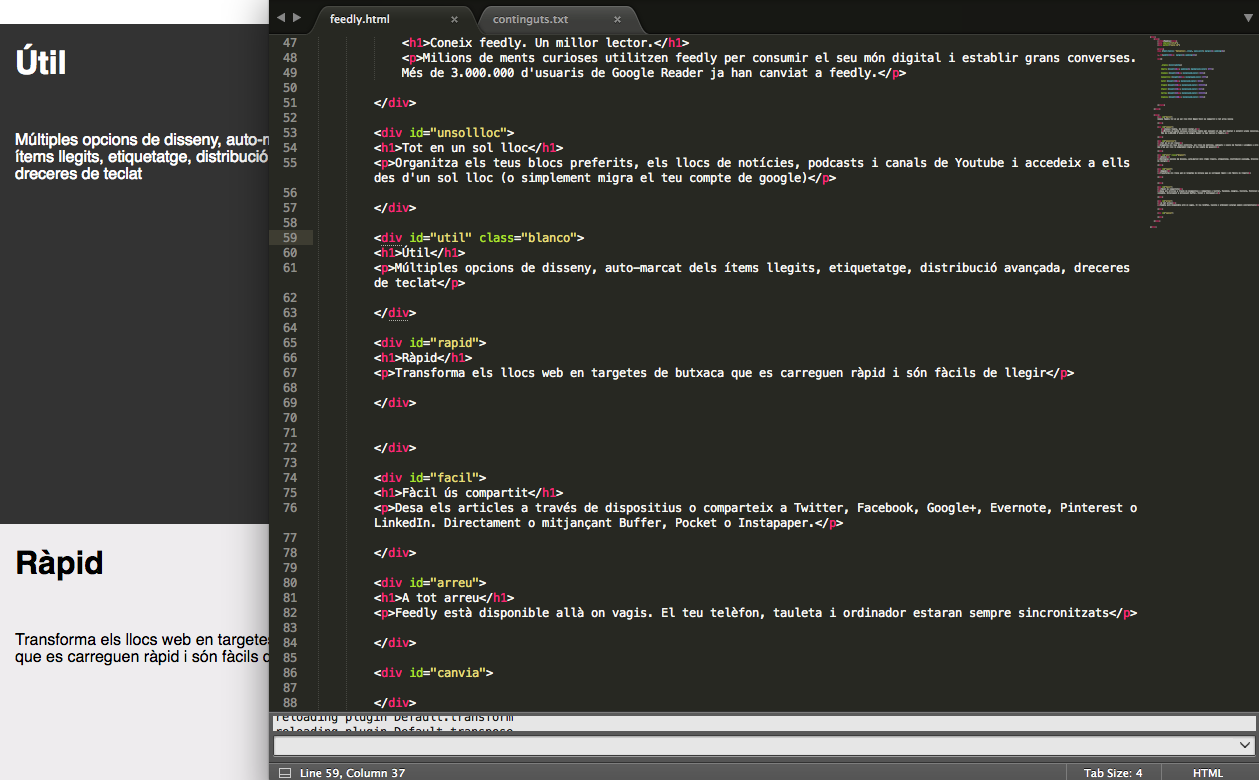 Útil
Múltiples opcions de disseny, auto-m
ítems llegits, etiquetatge, distribució
dreceres de teclat
Ràpid
Transforma els llocs web en targetes
que es carreguen ràpid i són fàcils d
feedly.html
continguts.txt
47 <h1>Coneix feedly. Un millor lector.</h1>
48 <p>Milions de ments curioses utilitzen feedly per consumir el seu món digital i establir grans converses.
49 Més de 3.000.000 d'usuaris de Google Reader ja han canviat a feedly.</p>
50
51 </div>
52
53 <div id="unsollloc">
54 <h1>Tot en un sol lloc</h1>
55 <p>Organitza els teus blocs preferits, els llocs de notícies, podcasts i canals de Youtube i accedeix a ells
des d'un sol lloc (o simplement migra el teu compte de google)</p>
56
57 </div>
58
59 <div id="util" class="blanco">
60 <h1>Útil</h1>
61 <p>Múltiples opcions de disseny, auto-marcat dels ítems llegits, etiquetatge, distribució avançada, dreceres
de teclat</p>
62
63 </div>
64
65 <div id="rapid">
66 <h1>Ràpid</h1>
67 <p>Transforma els llocs web en targetes de butxaca que es carreguen ràpid i són fàcils de llegir</p>
68
69 </div>
70
71
72 </div>
73
74 <div id="facil">
75 <h1>Fàcil ús compartit</h1>
76 <p>Desa els articles a través de dispositius o comparteix a Twitter, Facebook, Google+, Evernote, Pinterest o
LinkedIn. Directament o mitjançant Buffer, Pocket o Instapaper.</p>
77
78 </div>
79
80 <div id="arreu">
81 <h1>A tot arreu</h1>
82 <p>Feedly està disponible allà on vagis. El teu telèfon, tauleta i ordinador estaran sempre sincronitzats</p>
83
84 </div>
85
86 <div id="canvia">
87
88 </div>
reloading plugin Default.transform
reloading plugin Default.transpose
Line 59, Column 37
Tab Size: 4
HTML